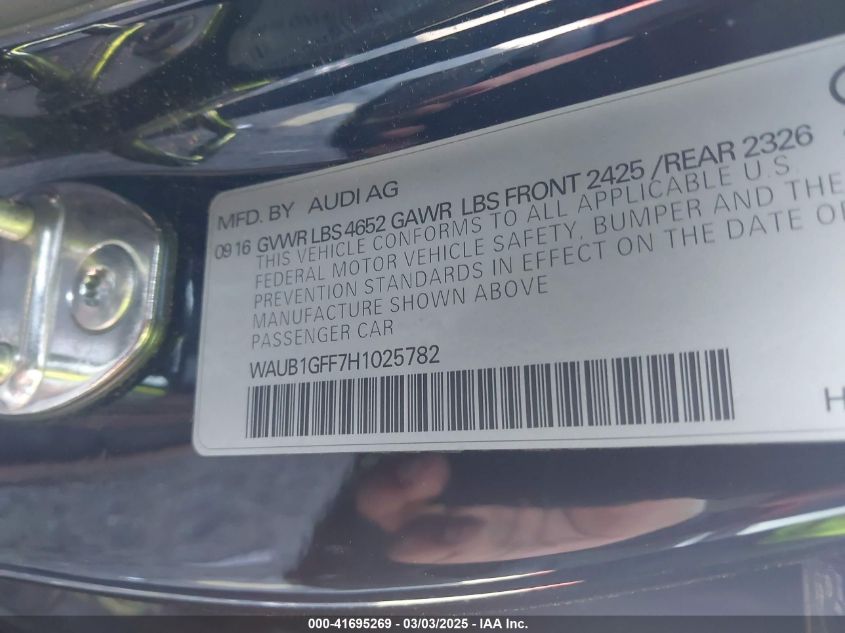 MFD. BY AUDI AG
09 16 GVWR LBS 4652 GAWR LBS FRONT 2425 / REAR 2326
THIS VEHICLE CONFORMS TO ALL APPLICABLE U.S.
FEDERAL MOTOR VEHICLE SAFETY, BUMPER AND THE
PREVENTION STANDARDS IN EFFECT ON THE DATE O
MANUFACTURE SHOWN ABOVE
PASSENGER CAR
WAUB1GFF7H1025782
H
000-41695269 - 03/03/2025 - IAA Inc.